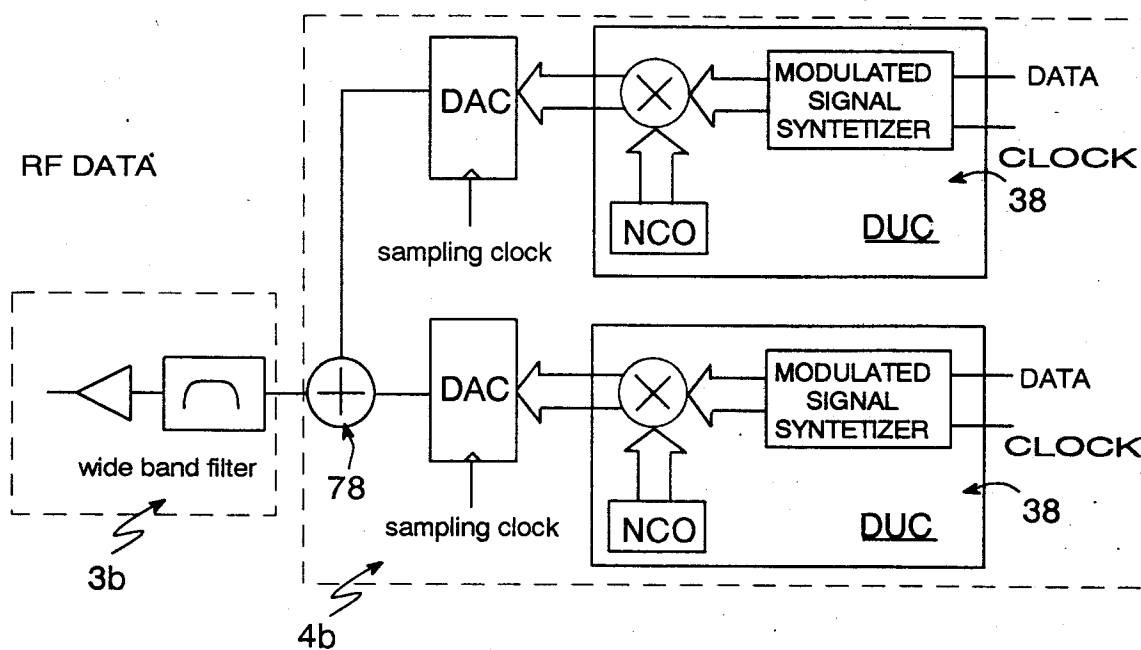 MODULATED
SIGNAL
SYNTETIZER
DATA
CLOCK
DAC
NCO
DUC
38
RF DATA
sampling clock
MODULATED
SIGNAL
SYNTETIZER
DATA
CLOCK
DAC
NCO
DUC
38
wide band filter
78
sampling clock
3b
4b